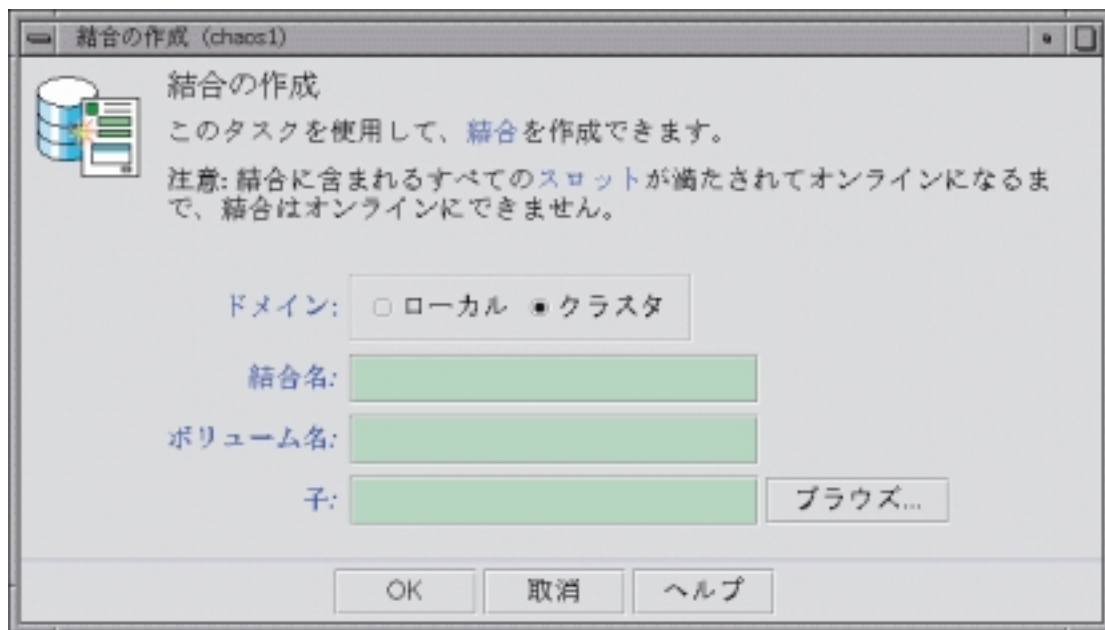 結合の作成 (chaos1)
結合の作成
このタスクを使用して、結合を作成できます。
注意: 結合に含まれるすべてのスロットが満たされてオンラインになるま
で、結合はオンラインにできません。
ドメイン: ローカル クラスタ
結合名:
ボリューム名:
子: ブラウズ...
OK 取消 ヘルプ